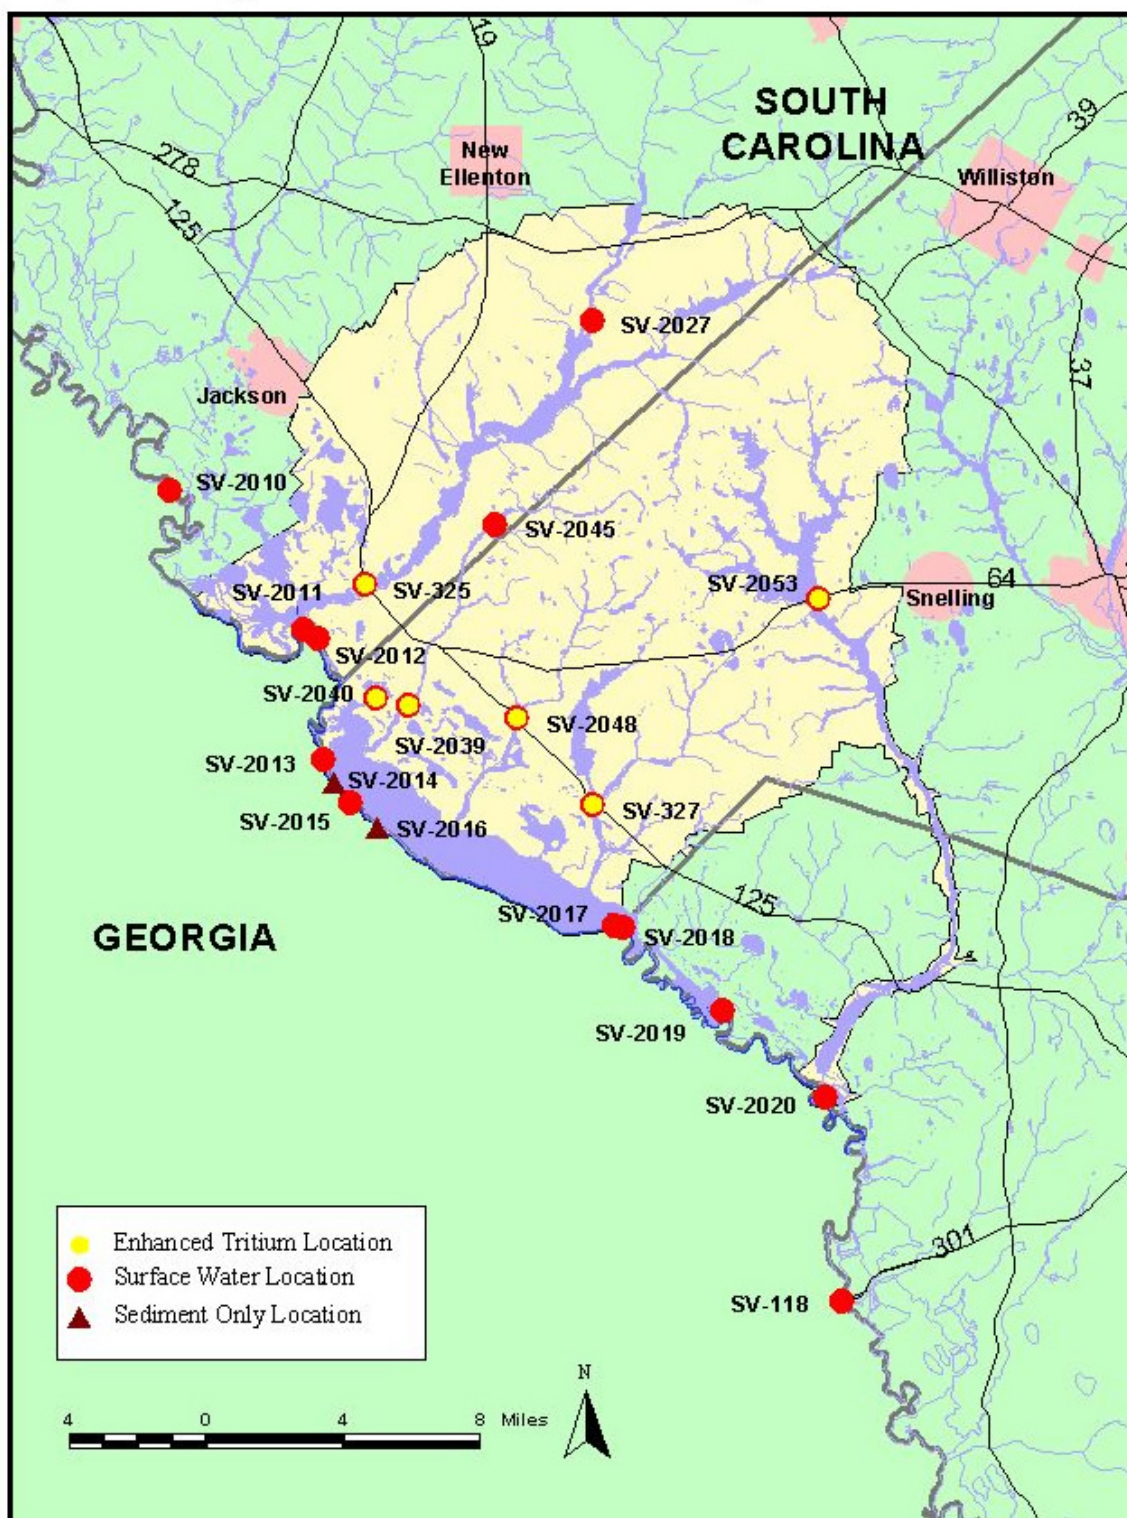 19
SOUTH
CAROLINA
39
278
New
Ellenton
Williston
125
SV-2027
37
Jackson
SV-2010
SV-2045
SV-2011
SV-325
SV-2053
64
Snelling
SV-2012
SV-2040
SV-2039
SV-2048
SV-2013
SV-2014
SV-2015
SV-2016
SV-327
125
SV-2017
SV-2018
GEORGIA
SV-2019
SV-2020
301
SV-118
Enhanced Tritium Location
Surface Water Location
Sediment Only Location
N
4 0 4 8 Miles